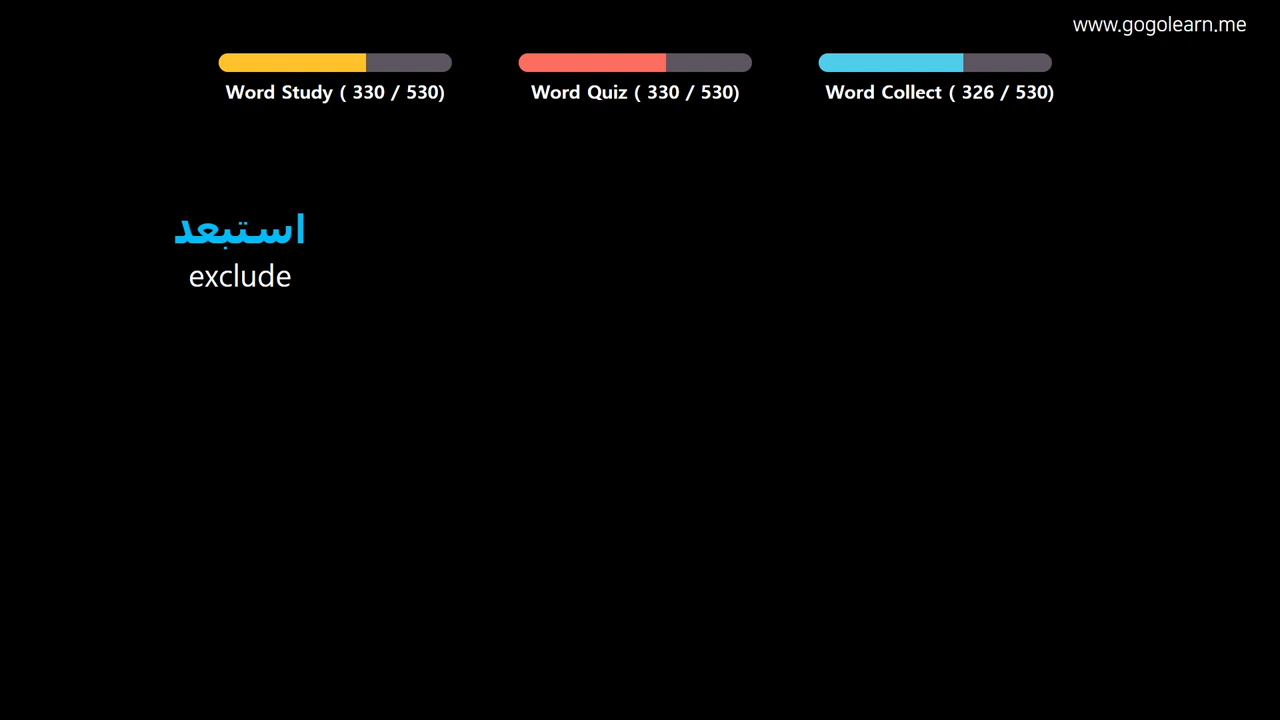 www.gogolearn.me
Word Study ( 330 / 530)
Word Quiz ( 330 / 530)
Word Collect ( 326 / 530)
استبعد
exclude